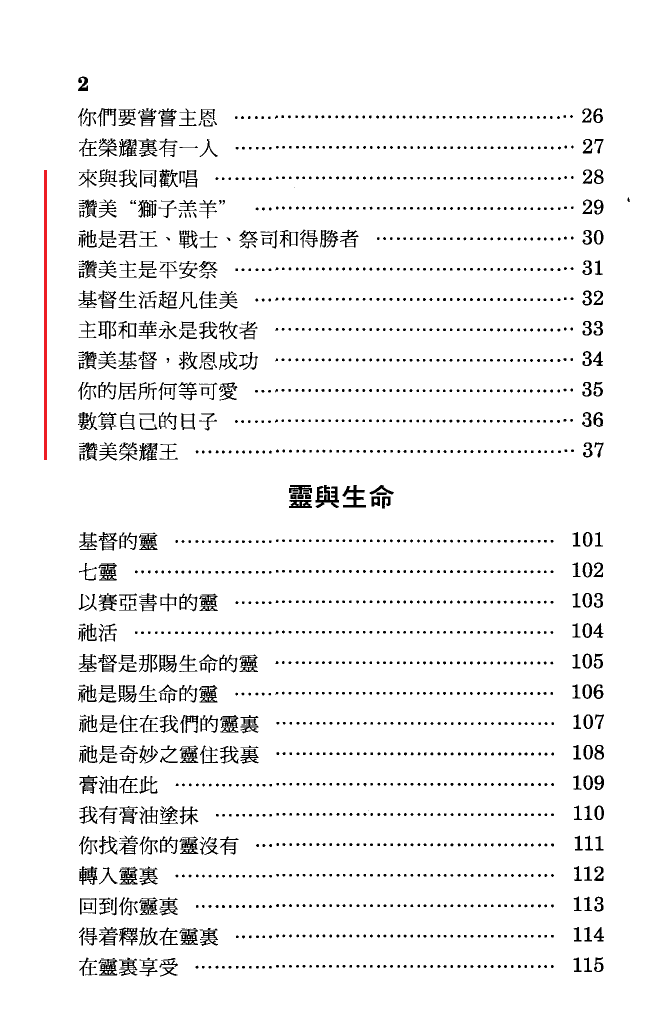 2
你們要嘗嘗主恩 ………………………………………… 26
在榮耀裏有一人 ………………………………………… 27
來與我同歡唱 ………………………………………… 28
讚美“獅子羔羊” ………………………………………… 29
祂是君王、戰士、祭司和得勝者 ………………………… 30
讚美主是平安祭 ………………………………………… 31
基督生活超凡佳美 ……………………………………… 32
主耶和華永是我牧者 …………………………………… 33
讚美基督，救恩成功 …………………………………… 34
你的居所何等可愛 ……………………………………… 35
數算自己的日子 ………………………………………… 36
讚美榮耀王 ……………………………………………… 37
靈與生命
基督的靈 ……………………………………………… 101
七靈 …………………………………………………… 102
以賽亞書中的靈 ……………………………………… 103
祂活 …………………………………………………… 104
基督是那賜生命的靈 ………………………………… 105
祂是賜生命的靈 ……………………………………… 106
祂是住在我們的靈裏 ………………………………… 107
祂是奇妙之靈住我裏 ………………………………… 108
膏油在此 ……………………………………………… 109
我有膏油塗抹 ………………………………………… 110
你找着你的靈沒有 …………………………………… 111
轉入靈裏 ……………………………………………… 112
回到你靈裏 …………………………………………… 113
得着釋放在靈裏 ……………………………………… 114
在靈裏享受 …………………………………………… 115